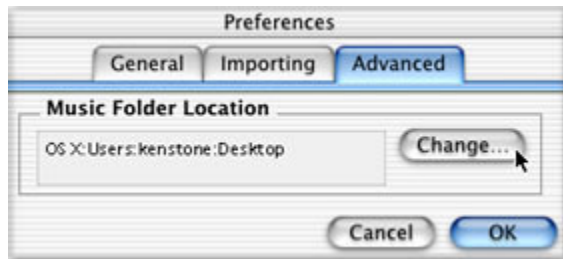 Preferences
General Importing Advanced
Music Folder Location
OS X:Users:kenstone:Desktop
Change...
Cancel OK